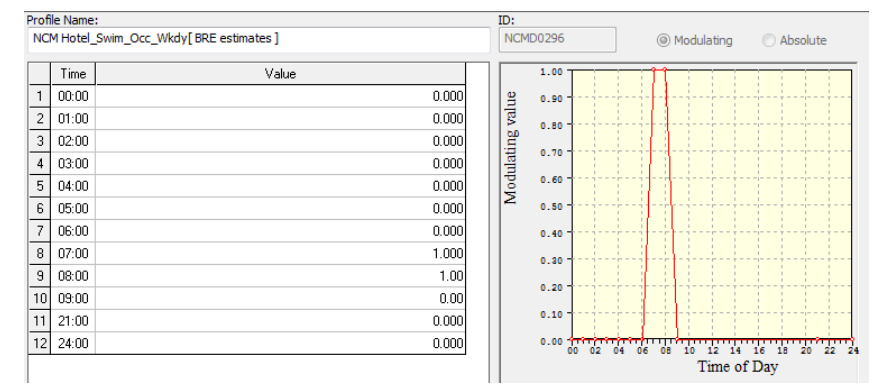 Profile Name:
NCM Hotel_Swim_Occ_Wkdy[ BRE estimates ]
ID:
NCMD0296
Modulating
Absolute
Time Value
1 00:00 0.000
2 01:00 0.000
3 02:00 0.000
4 03:00 0.000
5 04:00 0.000
6 05:00 0.000
7 06:00 0.000
8 07:00 1.000
9 08:00 1.00
10 09:00 0.00
11 21:00 0.000
12 24:00 0.000
Modulating value
1.00
0.90
0.80
0.70
0.60
0.50
0.40
0.30
0.20
0.10
0.00
00 02 04 06 08 10 12 14 16 18 20 22 24
Time of Day